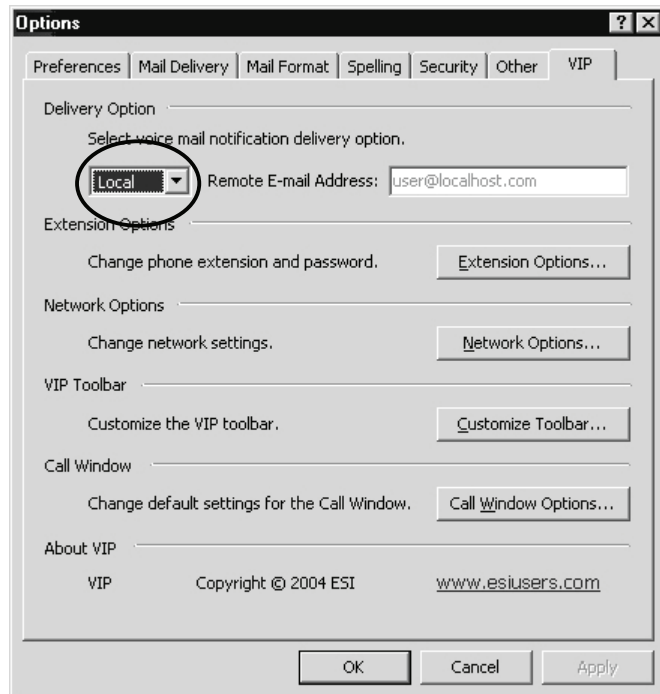 Options
Preferences Mail Delivery Mail Format Spelling Security Other VIP
Delivery Option
Select voice mail notification delivery option.
Local Remote E-mail Address: user@localhost.com
Extension Options
Change phone extension and password. Extension Options...
Network Options
Change network settings. Network Options...
VIP Toolbar
Customize the VIP toolbar. Customize Toolbar...
Call Window
Change default settings for the Call Window. Call Window Options...
About VIP
VIP Copyright © 2004 ESI www.esiusers.com
OK Cancel Apply